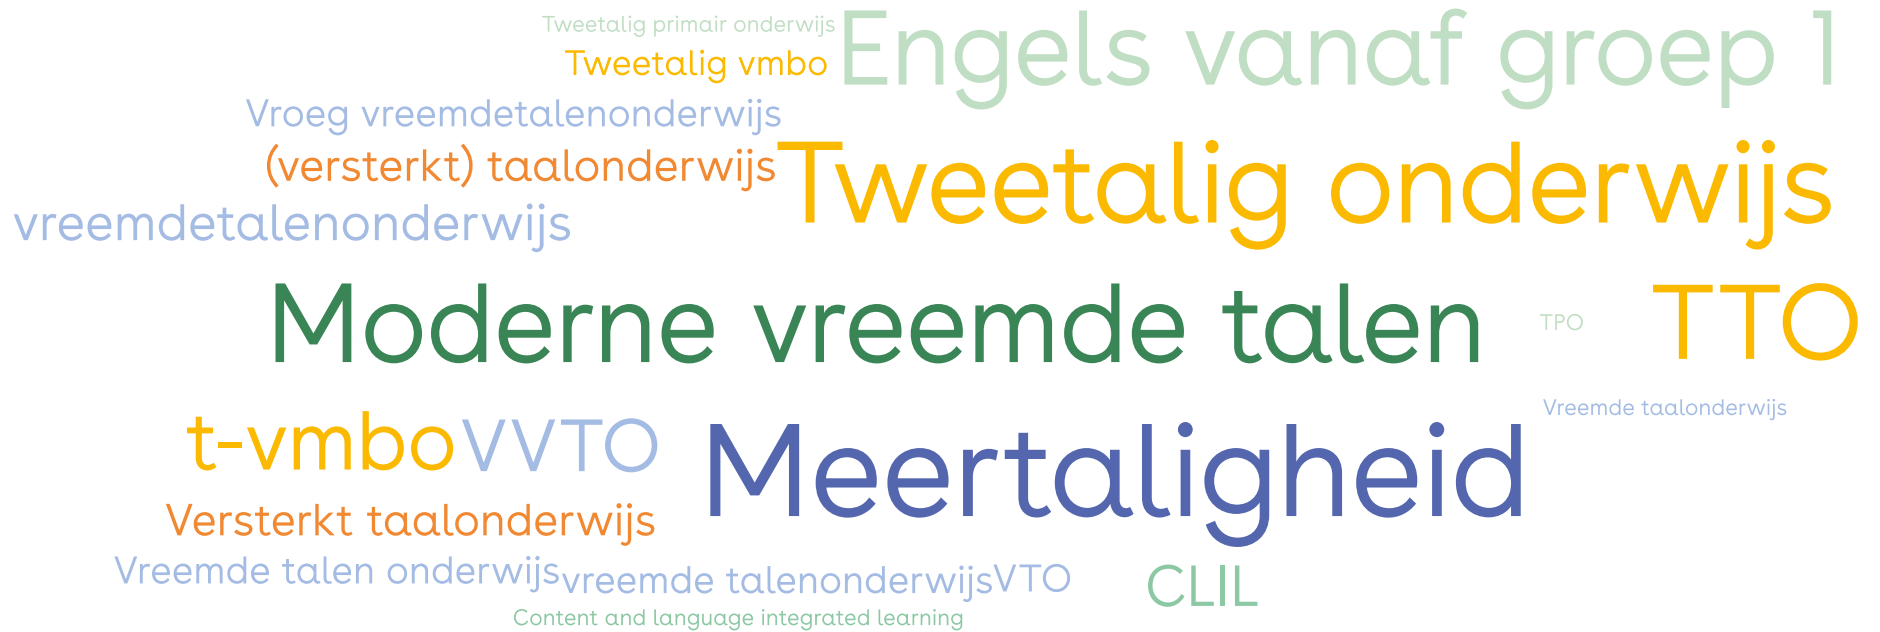 Tweetalig primair onderwijs
Engels vanaf groep 1
Tweetalig vmbo
Vroeg vreemdetalenonderwijs
(versterkt) taalonderwijs
Tweetalig onderwijs
vreemdetalenonderwijs
Moderne vreemde talen
TPO
TTO
Vreemde taalonderwijs
t-vmbo
VVTO
Meertaligheid
Versterkt taalonderwijs
Vreemde talen onderwijs
vreemde talenonderwijs
VTO
CLIL
Content and language integrated learning